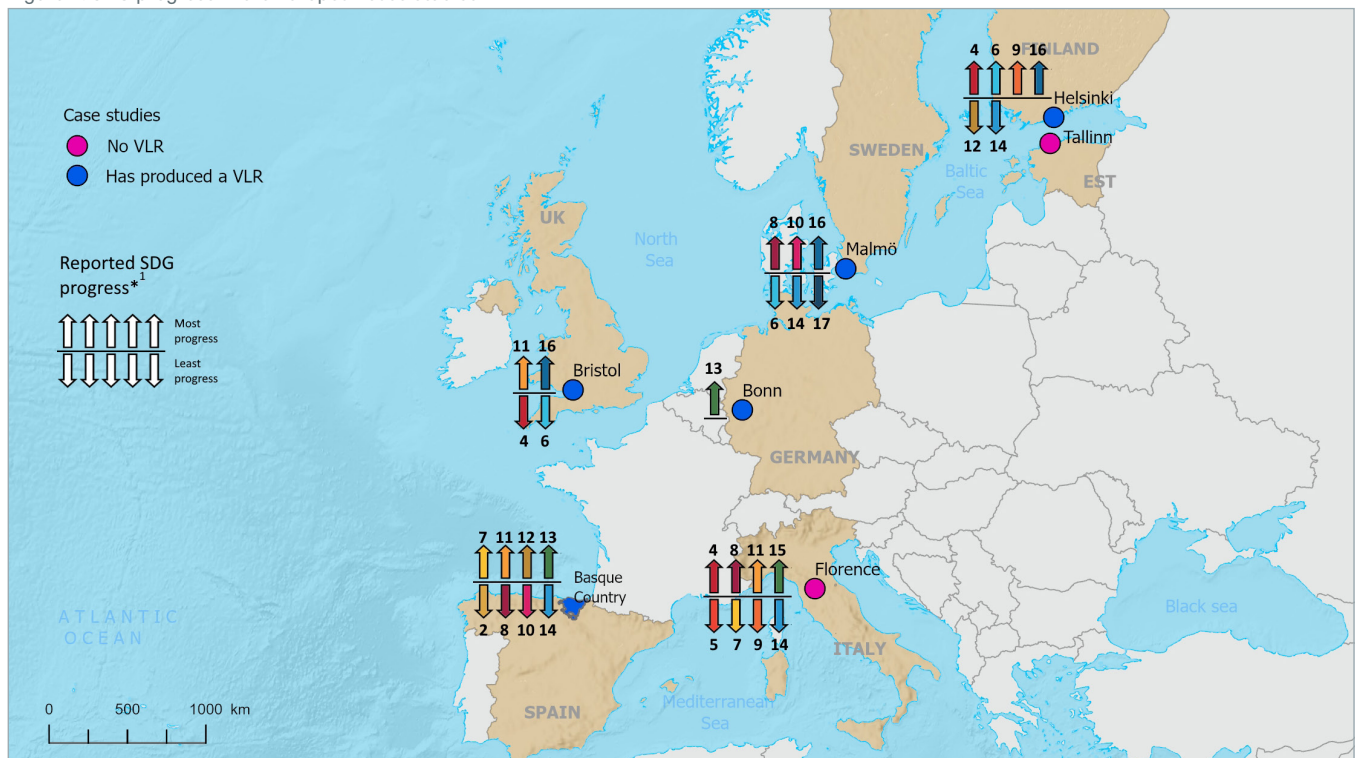 Case studies
No VLR
Has produced a VLR
Reported SDG
progress*1
Most
progress
Least
progress
4 6 9 16
FINLAND
Helsinki
12 14
Tallinn
EST
SWEDEN
Baltic
Sea
UK
North
Sea
8 10 16
Malmö
6 14 17
11 16
Bristol
4 6
13
Bonn
GERMANY
7 11 12 13
Basque
Country
2 8 10 14
4 8 11 15
Florence
5 7 9 14
ITALY
SPAIN
Mediterranean
Sea
Black sea
ATLANTIC
OCEAN
0 500 1000 km